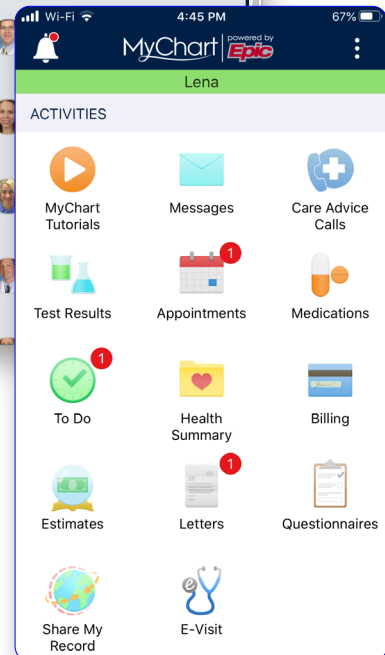 Wi-Fi 4:45 PM 67%
MyChart powered by Epic
Lena
ACTIVITIES
MyChart Tutorials
Messages
Care Advice Calls
Test Results
1
Appointments
Medications
1
To Do
Health Summary
Billing
Estimates
1
Letters
Questionnaires
Share My Record
E-Visit